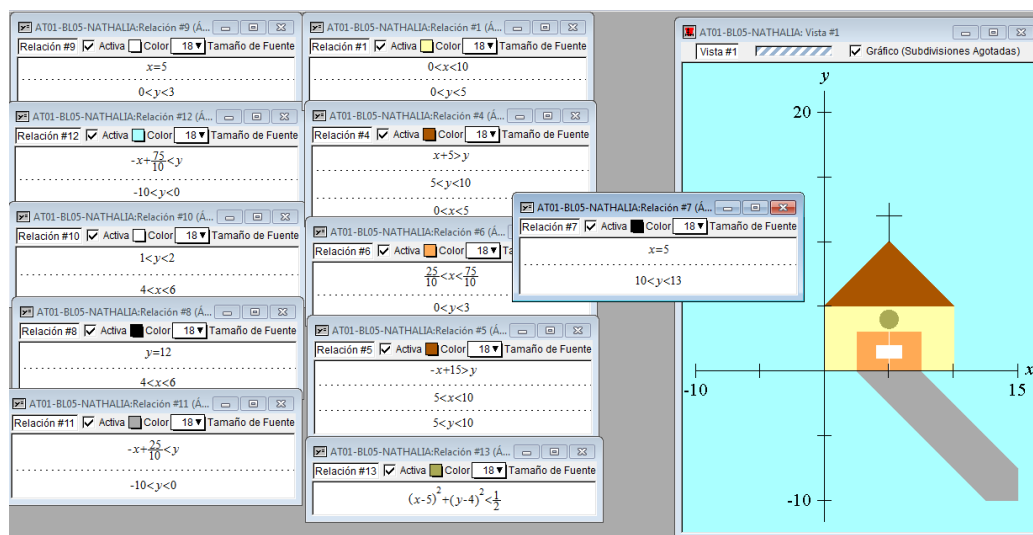 AT01-BL05-NATHALIA:Relación #9 (Á...
Relación #9 Activa Color 18 Tamaño de Fuente
x=5
0<y<3
AT01-BL05-NATHALIA:Relación #12 (Á...
Relación #12 Activa Color 18 Tamaño de Fuente
-x+75/10<y
-10<y<0
AT01-BL05-NATHALIA:Relación #10 (Á...
Relación #10 Activa Color 18 Tamaño de Fuente
1<y<2
4<x<6
AT01-BL05-NATHALIA:Relación #8 (Á...
Relación #8 Activa Color 18 Tamaño de Fuente
y=12
4<x<6
AT01-BL05-NATHALIA:Relación #11 (Á...
Relación #11 Activa Color 18 Tamaño de Fuente
-x+25/10<y
-10<y<0
AT01-BL05-NATHALIA:Relación #1 (Á...
Relación #1 Activa Color 18 Tamaño de Fuente
0<x<10
0<y<5
AT01-BL05-NATHALIA:Relación #4 (Á...
Relación #4 Activa Color 18 Tamaño de Fuente
x+5>y
5<y<10
0<x<5
AT01-BL05-NATHALIA:Relación #6 (Á...
Relación #6 Activa Color
25/10<x<75/10
0<y<3
AT01-BL05-NATHALIA:Relación #5 (Á...
Relación #5 Activa Color 18 Tamaño de Fuente
-x+15>y
5<x<10
5<y<10
AT01-BL05-NATHALIA:Relación #13 (Á...
Relación #13 Activa Color 18 Tamaño de Fuente
(x-5)²+(y-4)²<1/2
AT01-BL05-NATHALIA:Relación #7 (Á...
Relación #7 Activa Color 18 Tamaño de Fuente
x=5
10<y<13
AT01-BL05-NATHALIA: Vista #1
Vista #1 Gráfico (Subdivisiones Agotadas)
y
20
x
-10 15
-10